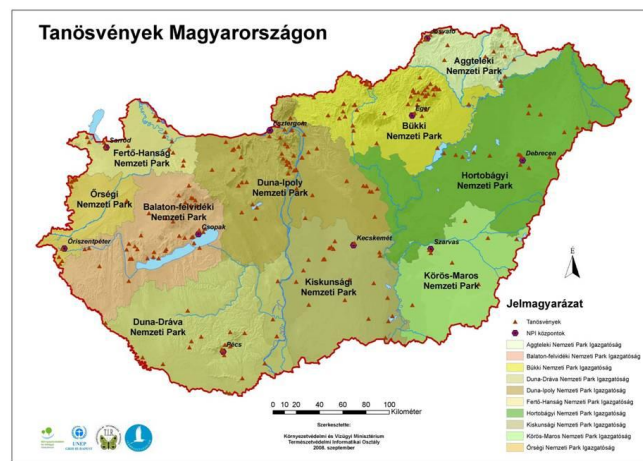 Tanösvények Magyarországon
Jósvafő
Aggteleki
Nemzeti Park
Eger
Bükki
Nemzeti Park
Esztergom
Sarród
Fertő-Hanság
Nemzeti Park
Debrecen
Hortobágyi
Nemzeti Park
Duna-Ipoly
Nemzeti Park
Őrségi
Nemzeti Park
Balaton-felvidéki
Nemzeti Park
Csopak
Őriszentpéter
Kecskemét
Szarvas
Kiskunsági
Nemzeti Park
Körös-Maros
Nemzeti Park
Duna-Dráva
Nemzeti Park
Pécs
É
Jelmagyarázat
Tanösvények
NPI központok
Aggteleki Nemzeti Park Igazgatóság
Balaton-felvidéki Nemzeti Park Igazgatóság
Bükki Nemzeti Park Igazgatóság
Duna-Dráva Nemzeti Park Igazgatóság
Duna-Ipoly Nemzeti Park Igazgatóság
Fertő-Hanság Nemzeti Park Igazgatóság
Hortobágyi Nemzeti Park Igazgatóság
Kiskunsági Nemzeti Park Igazgatóság
Körös-Maros Nemzeti Park Igazgatóság
Őrségi Nemzeti Park Igazgatóság
0 10 20 40 60 80 100
Kilométer
Szerkesztette:
Környezetvédelmi és Vízügyi Minisztérium
Természetvédelmi Informatikai Osztály
2008. szeptember
UNEP
T.I.R.